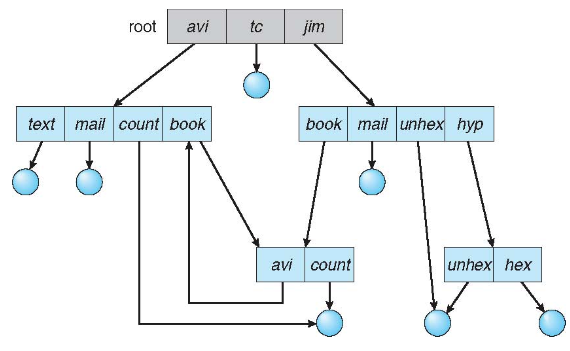 root avi tc jim
text mail count book
book mail unhex hyp
avi count
unhex hex